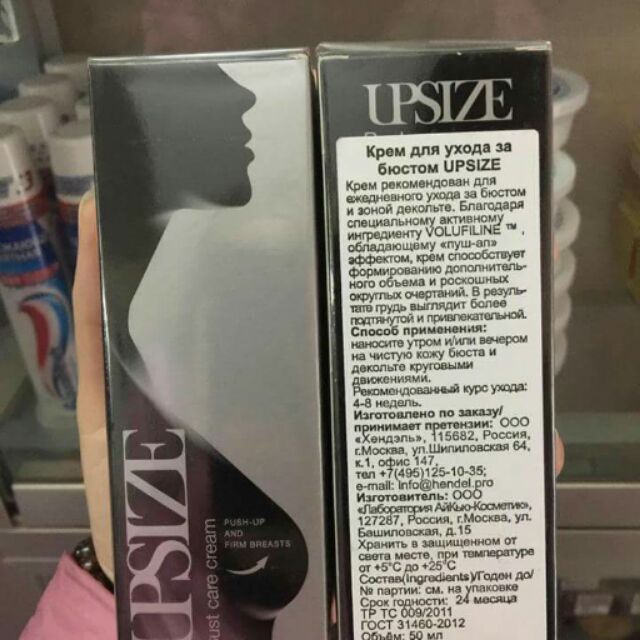 UPSIZE
bust care cream
PUSH-UP
AND
FIRM BREASTS
UPSIZE
Крем для ухода за
бюстом UPSIZE
Крем рекомендован для
ежедневного ухода за бюстом
и зоной декольте. Благодаря
специальному активному
ингредиенту VOLUFILINE ™ ,
обладающему «пуш-ап»
эффектом, крем способствует
формированию дополнитель-
ного объема и роскошных
округлых очертаний. В резуль-
тате грудь выглядит более
подтянутой и привлекательной.
Способ применения:
наносите утром и/или вечером
на чистую кожу бюста и
декольте круговыми
движениями.
Рекомендованный курс ухода:
4-8 недель.
Изготовлено по заказу/
принимает претензии: ООО
«Хендэль», 115682, Россия,
г.Москва, ул.Шипиловская 64,
к.1, офис 147,
тел +7(495)125-10-35;
e-mail: info@hendel.pro
Изготовитель: ООО
«Лаборатория АйКью-Косметик»,
127287, Россия, г.Москва, ул.
Башиловская, д.15
Хранить в защищенном от
света месте, при температуре
от +5°С до +25°С
Состав(Ingredients)/Годен до/
№ партии: см. на упаковке
Срок годности: 24 месяца
ТР ТС 009/2011
ГОСТ 31460-2012
Объём: 50 мл